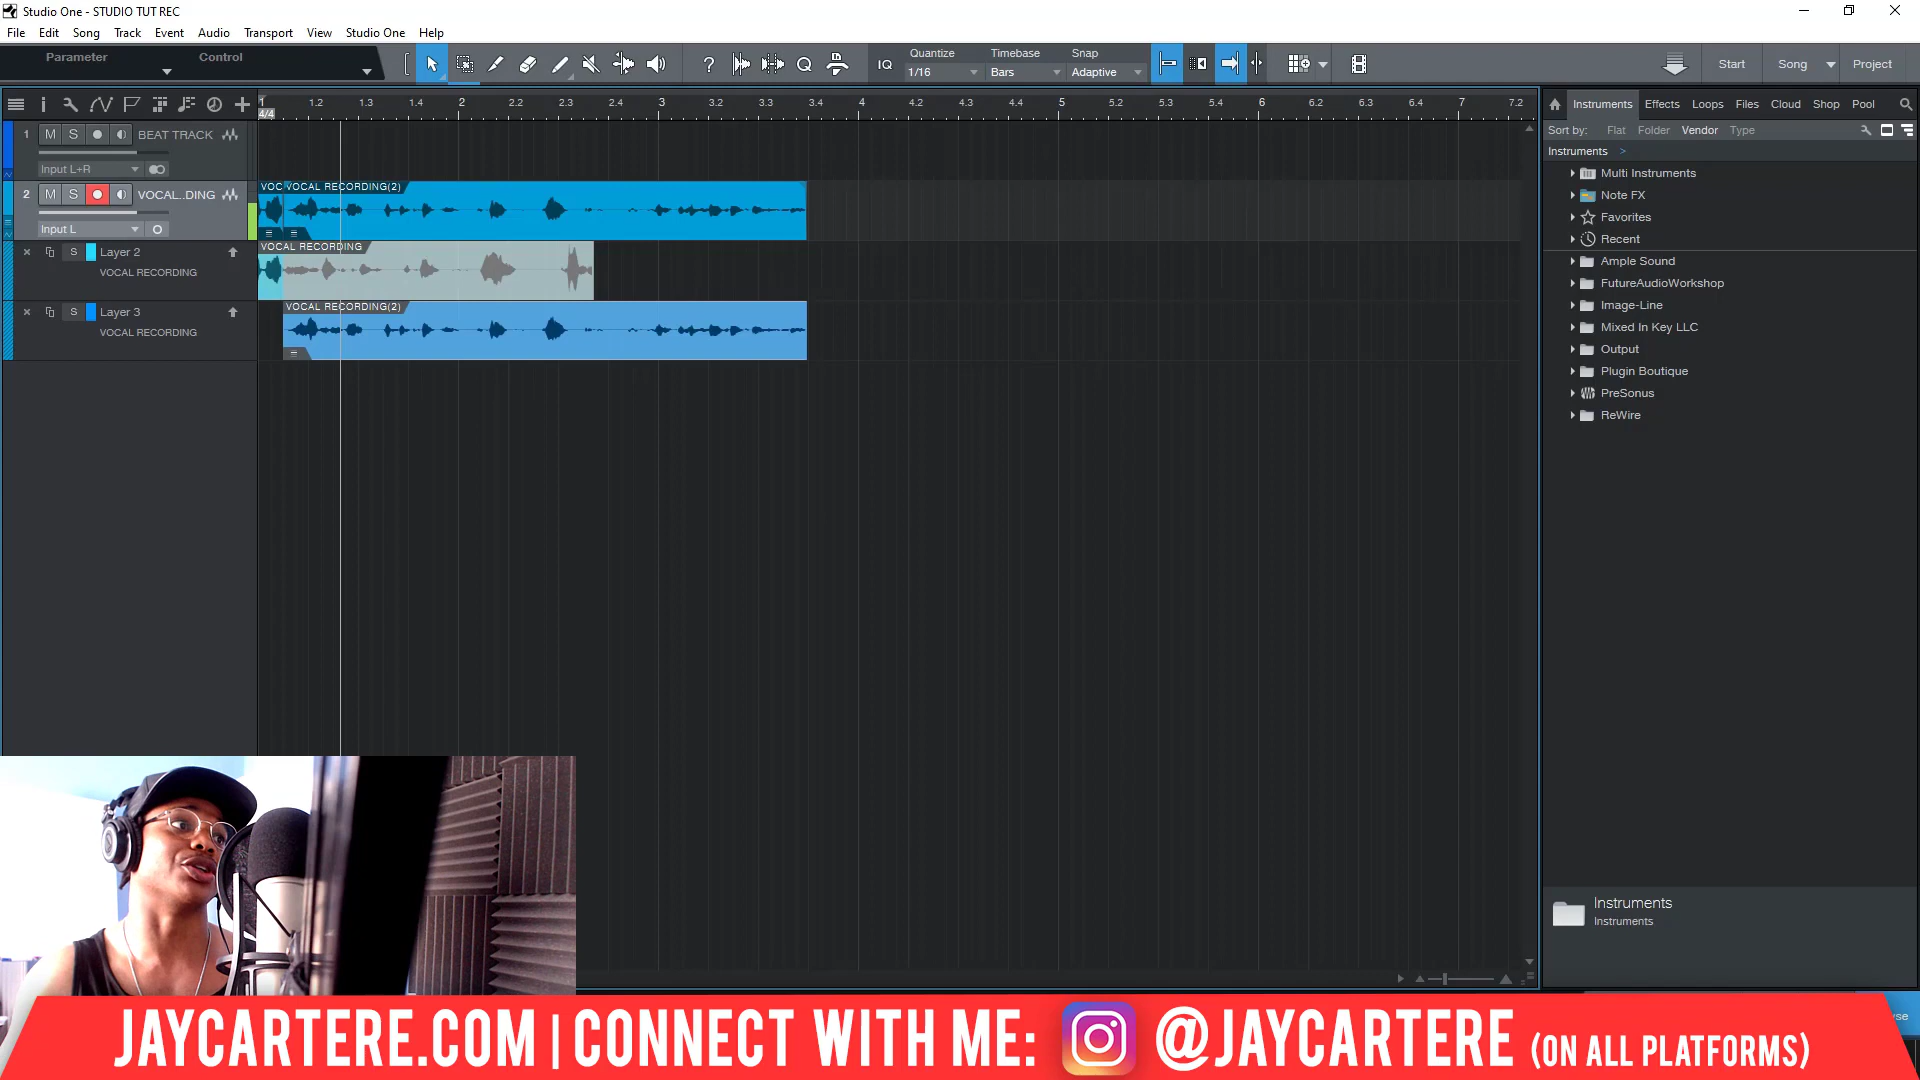 Studio One - STUDIO TUT REC
File Edit Song Track Event Audio Transport View Studio One Help
Parameter Control
IQ Quantize 1/16 Timebase Bars Snap Adaptive
Start Song Project
1 1.2 1.3 1.4 2 2.2 2.3 2.4 3 3.2 3.3 3.4 4 4.2 4.3 4.4 5 5.2 5.3 5.4 6 6.2 6.3 6.4 7 7.2
4/4
Instruments Effects Loops Files Cloud Shop Pool
Sort by: Flat Folder Vendor Type
Instruments >
1 M S BEAT TRACK
Input L+R
2 M S VOCAL..DING
Input L
VOC VOCAL RECORDING(2)
Layer 2
S
VOCAL RECORDING
VOCAL RECORDING
Layer 3
S
VOCAL RECORDING
VOCAL RECORDING(2)
Multi Instruments
Note FX
Favorites
Recent
Ample Sound
FutureAudioWorkshop
Image-Line
Mixed In Key LLC
Output
Plugin Boutique
PreSonus
ReWire
Instruments
Instruments
JAYCARTERE.COM | CONNECT WITH ME: @JAYCARTERE (ON ALL PLATFORMS)